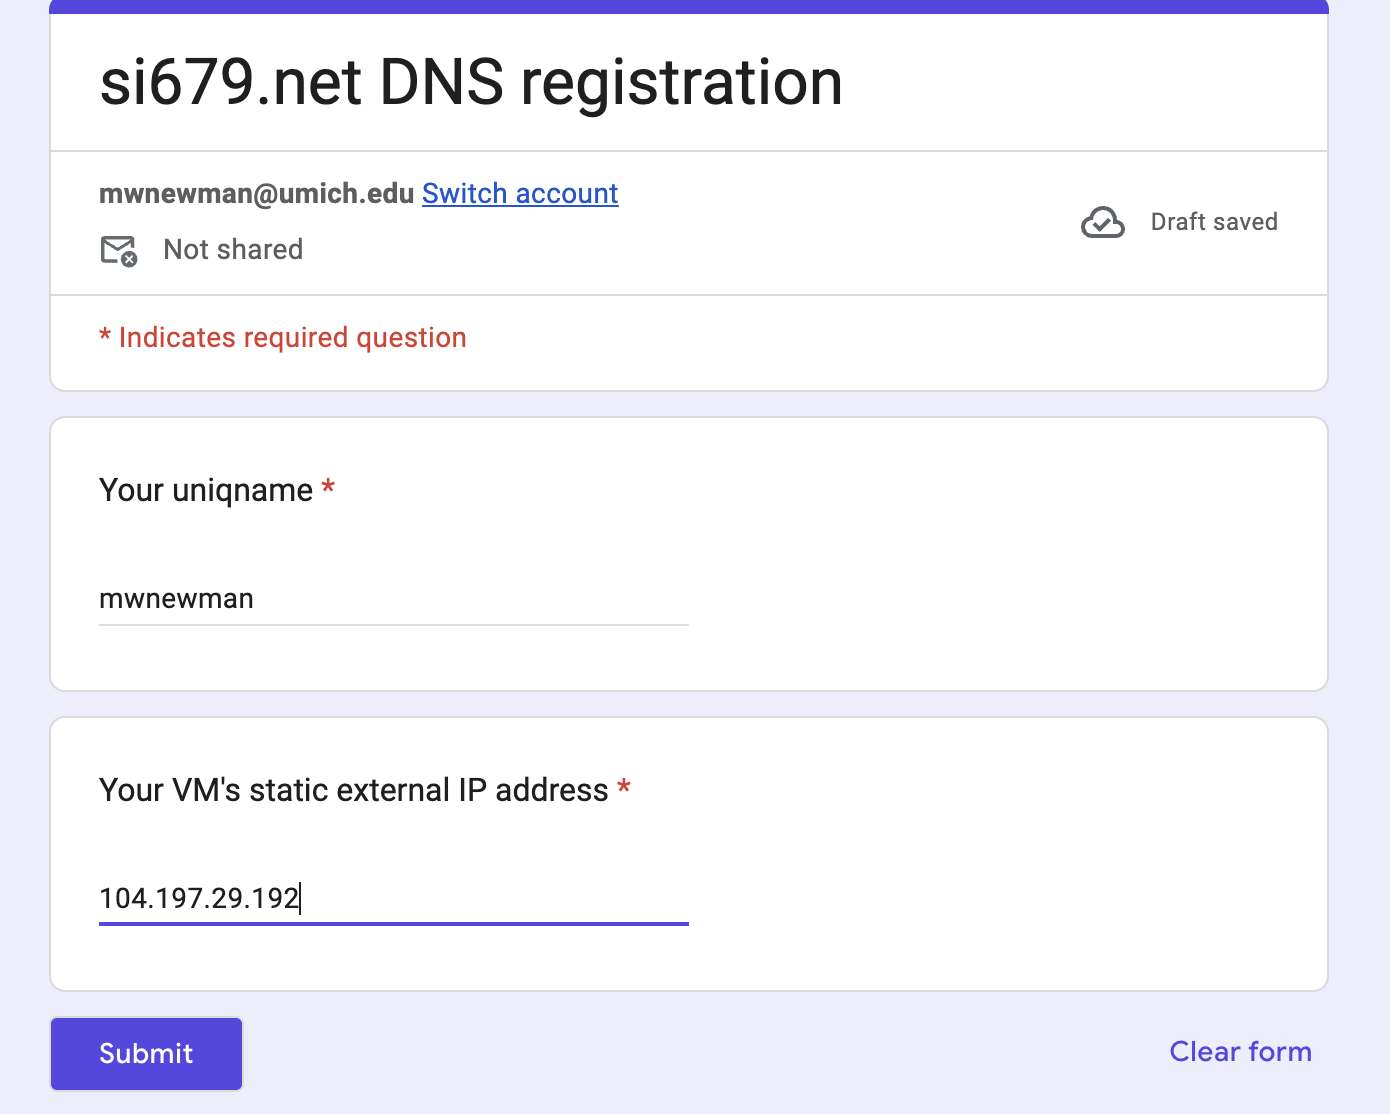 si679.net DNS registration
mwnewman@umich.edu Switch account
Not shared
Draft saved
* Indicates required question
Your uniqname *
mwnewman
Your VM's static external IP address *
104.197.29.192
Submit
Clear form